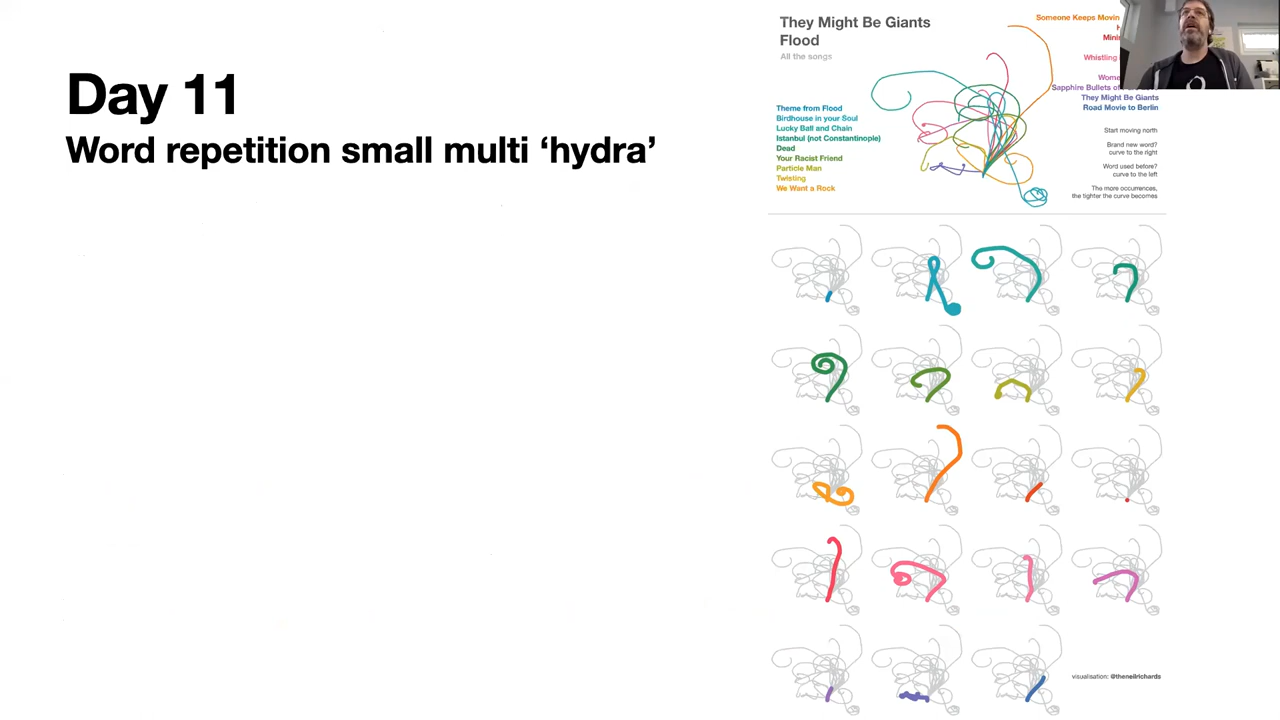 Day 11
Word repetition small multi ‘hydra’
They Might Be Giants
Flood
All the songs
Theme from Flood
Birdhouse in your Soul
Lucky Ball and Chain
Istanbul (not Constantinople)
Dead
Your Racist Friend
Particle Man
Twisting
We Want a Rock
Someone Keeps Movin
Whistling
Sapphire Bullets
They Might Be Giants
Road Movie to Berlin
Start moving north
Brand new word?
curve to the right
Word used before?
curve to the left
The more occurrences,
the tighter the curve becomes
visualisation: @theneilrichards